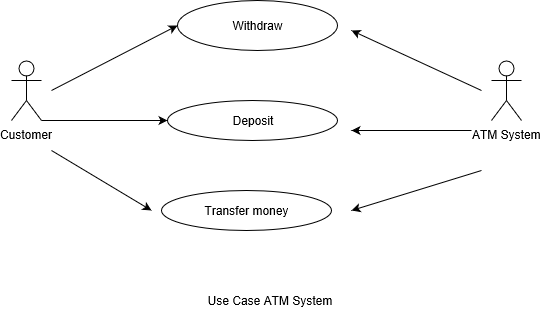 Withdraw
Customer
Deposit
ATM System
Transfer money
Use Case ATM System